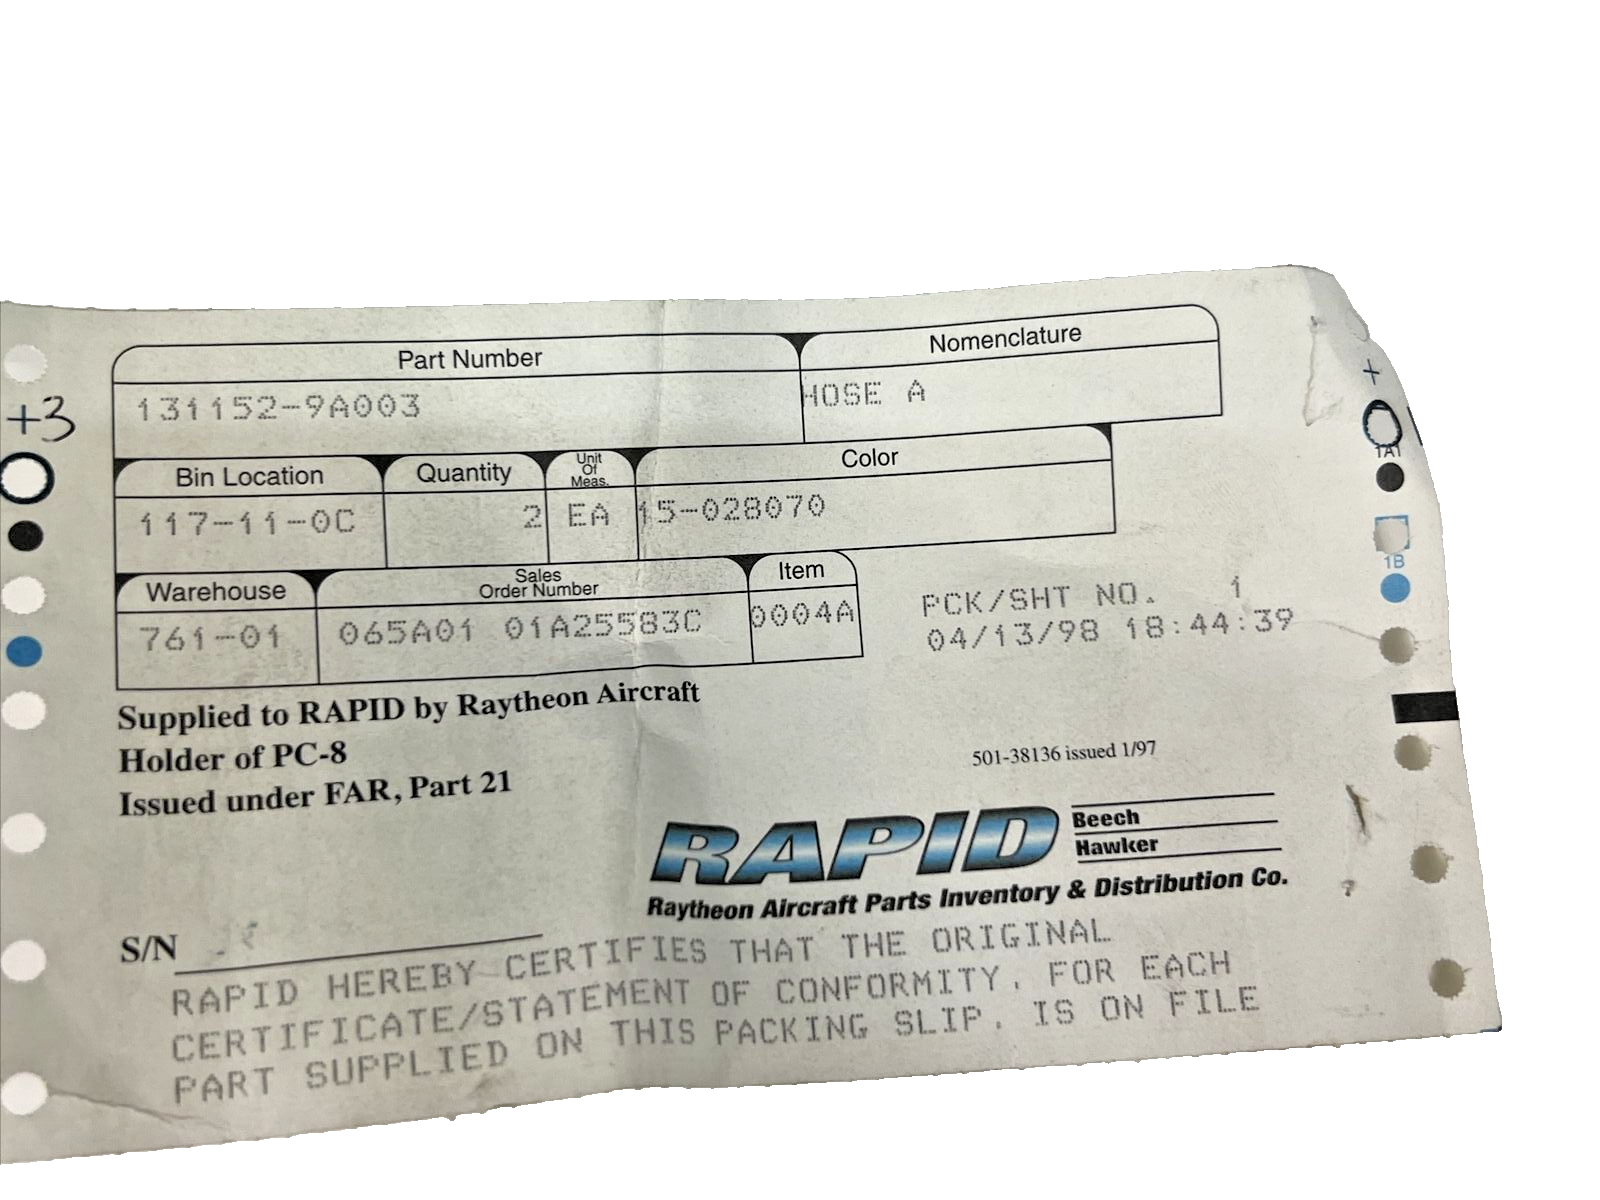 Part Number
Nomenclature
131152-9A003
HOSE A
+3
+
Bin Location
Quantity
Unit
Of
Meas.
Color
1A1
117-11-0C
2
EA
15-028070
1B
Warehouse
Sales
Order Number
Item
761-01
065A01 01A25583C
0004A
PCK/SHT NO. 1
04/13/98 18:44:39
Supplied to RAPID by Raytheon Aircraft
Holder of PC-8
Issued under FAR, Part 21
501-38136 issued 1/97
RAPID
Beech
Hawker
Raytheon Aircraft Parts Inventory & Distribution Co.
S/N
RAPID HEREBY CERTIFIES THAT THE ORIGINAL
CERTIFICATE/STATEMENT OF CONFORMITY, FOR EACH
PART SUPPLIED ON THIS PACKING SLIP, IS ON FILE